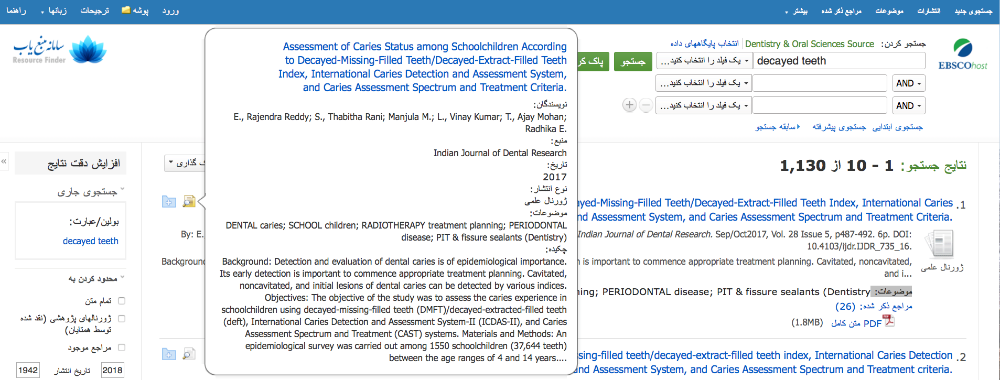 جستجوی جدید انتشارات موضوعات مراجع ذکر شده بیشتر
ورود پوشه ترجیحات زبانها راهنما
سامانه منبع یاب
Resource Finder
EBSCOhost
جستجو کردن: Dentistry & Oral Sciences Source انتخاب پایگاههای داده
decayed teeth یک فیلد را انتخاب کنید... جستجو پاک کر
AND یک فیلد را انتخاب کنید...
AND یک فیلد را انتخاب کنید...
جستجوی ابتدایی جستجوی پیشرفته سابقه جستجو
Assessment of Caries Status among Schoolchildren According
to Decayed-Missing-Filled Teeth/Decayed-Extract-Filled Teeth
Index, International Caries Detection and Assessment System,
and Caries Assessment Spectrum and Treatment Criteria.
نویسندگان:
E., Rajendra Reddy; S., Thabitha Rani; Manjula M.; L., Vinay Kumar; T., Ajay Mohan;
Radhika E.
منبع:
Indian Journal of Dental Research
تاریخ:
2017
نوع انتشار:
ژورنال علمی
موضوعات:
DENTAL caries; SCHOOL children; RADIOTHERAPY treatment planning; PERIODONTAL
disease; PIT & fissure sealants (Dentistry)
چکیده:
Background: Detection and evaluation of dental caries is of epidemiological importance.
Its early detection is important to commence appropriate treatment planning. Cavitated,
noncavitated, and initial lesions of dental caries can be detected by various indices.
Objectives: The objective of the study was to assess the caries experience in
schoolchildren using decayed-missing-filled teeth (DMFT)/decayed-extracted-filled teeth
(deft), International Caries Detection and Assessment System-II (ICDAS-II), and Caries
Assessment Spectrum and Treatment (CAST) systems. Materials and Methods: An
epidemiological survey was carried out among 1550 schoolchildren (37,644 teeth)
between the age ranges of 4 and 14 years....
نتایج جستجو: 1 - 10 از 1,130
ک گذاری
1. ayed-Missing-Filled Teeth/Decayed-Extract-Filled Teeth Index, International Caries
nd Assessment System, and Caries Assessment Spectrum and Treatment Criteria.
By: E. Indian Journal of Dental Research. Sep/Oct2017, Vol. 28 Issue 5, p487-492. 6p. DOI:
10.4103/ijdr.IJDR_735_16.
Background n is important to commence appropriate treatment planning. Cavitated, noncavitated,
and i...
ژورنال علمی
موضوعات: ning; PERIODONTAL disease; PIT & fissure sealants (Dentistry
مراجع ذکر شده: (26)
PDF متن کامل (1.8MB)
2. sing-filled teeth/decayed-extract-filled teeth index, International Caries Detection
and Assessment System, and Caries Assessment Spectrum and Treatment criteria.
افزایش دقت نتایج
«
جستجوی جاری
بولین/عبارت:
decayed teeth
محدود کردن به
تمام متن
ژورنالهای پژوهشی (نقد شده
توسط همتایان)
مراجع موجود
1942 تاریخ انتشار 2018